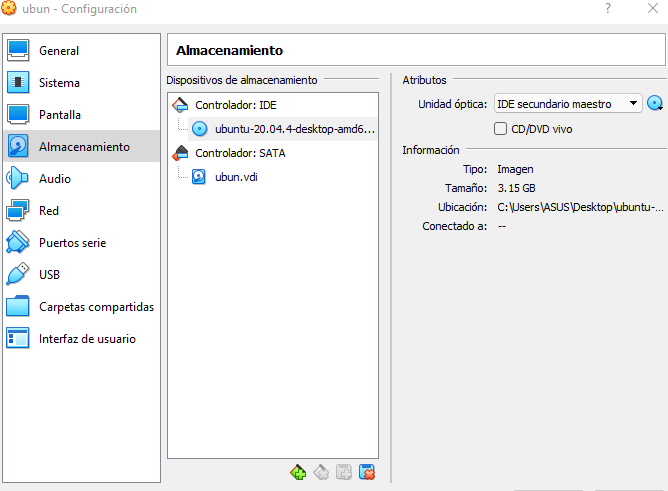 ubun - Configuración
?
General
Sistema
Pantalla
Almacenamiento
Audio
Red
Puertos serie
USB
Carpetas compartidas
Interfaz de usuario
Almacenamiento
Dispositivos de almacenamiento
Controlador: IDE
ubuntu-20.04.4-desktop-amd6...
Controlador: SATA
ubun.vdi
Atributos
Unidad óptica: IDE secundario maestro
CD/DVD vivo
Información
Tipo: Imagen
Tamaño: 3.15 GB
Ubicación: C:\Users\ASUS\Desktop\ubuntu-...
Conectado a: --